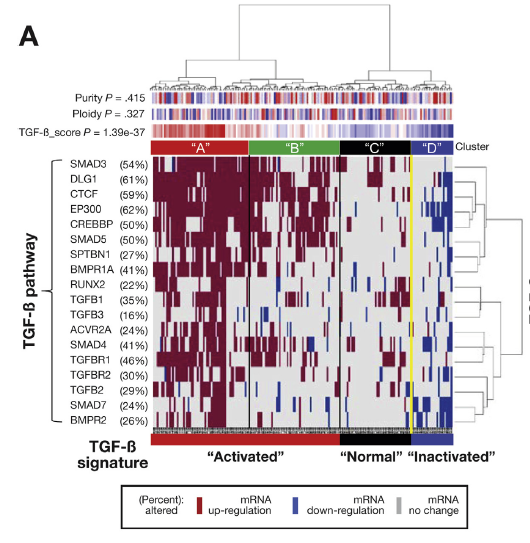 A
Purity P = .415
Ploidy P = .327
TGF-ß_score P = 1.39e-37
"A" "B" "C" "D" Cluster
TGF-ß pathway
SMAD3 (54%)
DLG1 (61%)
CTCF (59%)
EP300 (62%)
CREBBP (50%)
SMAD5 (50%)
SPTBN1 (27%)
BMPR1A (41%)
RUNX2 (22%)
TGFB1 (35%)
TGFB3 (16%)
ACVR2A (24%)
SMAD4 (41%)
TGFBR1 (46%)
TGFBR2 (30%)
TGFB2 (29%)
SMAD7 (24%)
BMPR2 (26%)
TGF-ß
signature
"Activated" "Normal" "Inactivated"
(Percent): mRNA mRNA mRNA
altered up-regulation down-regulation no change